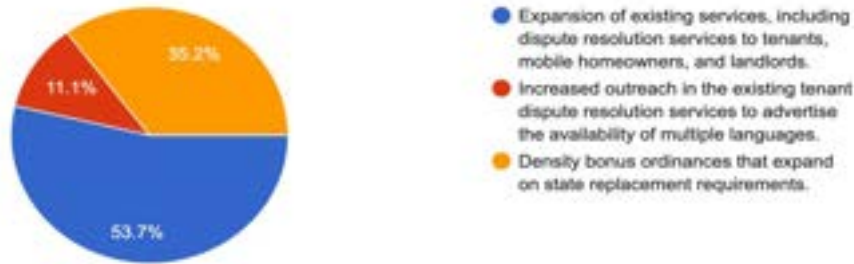 35.2%
11.1%
53.7%
Expansion of existing services, including
dispute resolution services to tenants,
mobile homeowners, and landlords.
Increased outreach in the existing tenant
dispute resolution services to advertise
the availability of multiple languages.
Density bonus ordinances that expand
on state replacement requirements.